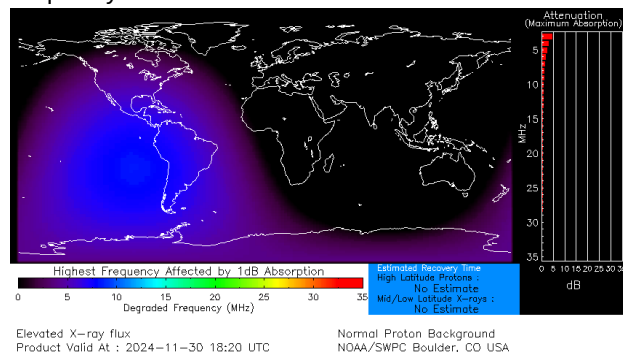 Attenuation
(Maximum Absorption)
5
10
15
20
25
30
35
MHz
0 5 10 15 20 25 30 3
dB
Highest Frequency Affected by 1dB Absorption
0 5 10 15 20 25 30 35
Degraded Frequency (MHz)
Estimated Recovery Time
High Latitude Protons :
No Estimate
Mid/Low Latitude X-rays :
No Estimate
Elevated X-ray flux
Normal Proton Background
Product Valid At : 2024-11-30 18:20 UTC
NOAA/SWPC Boulder, CO USA